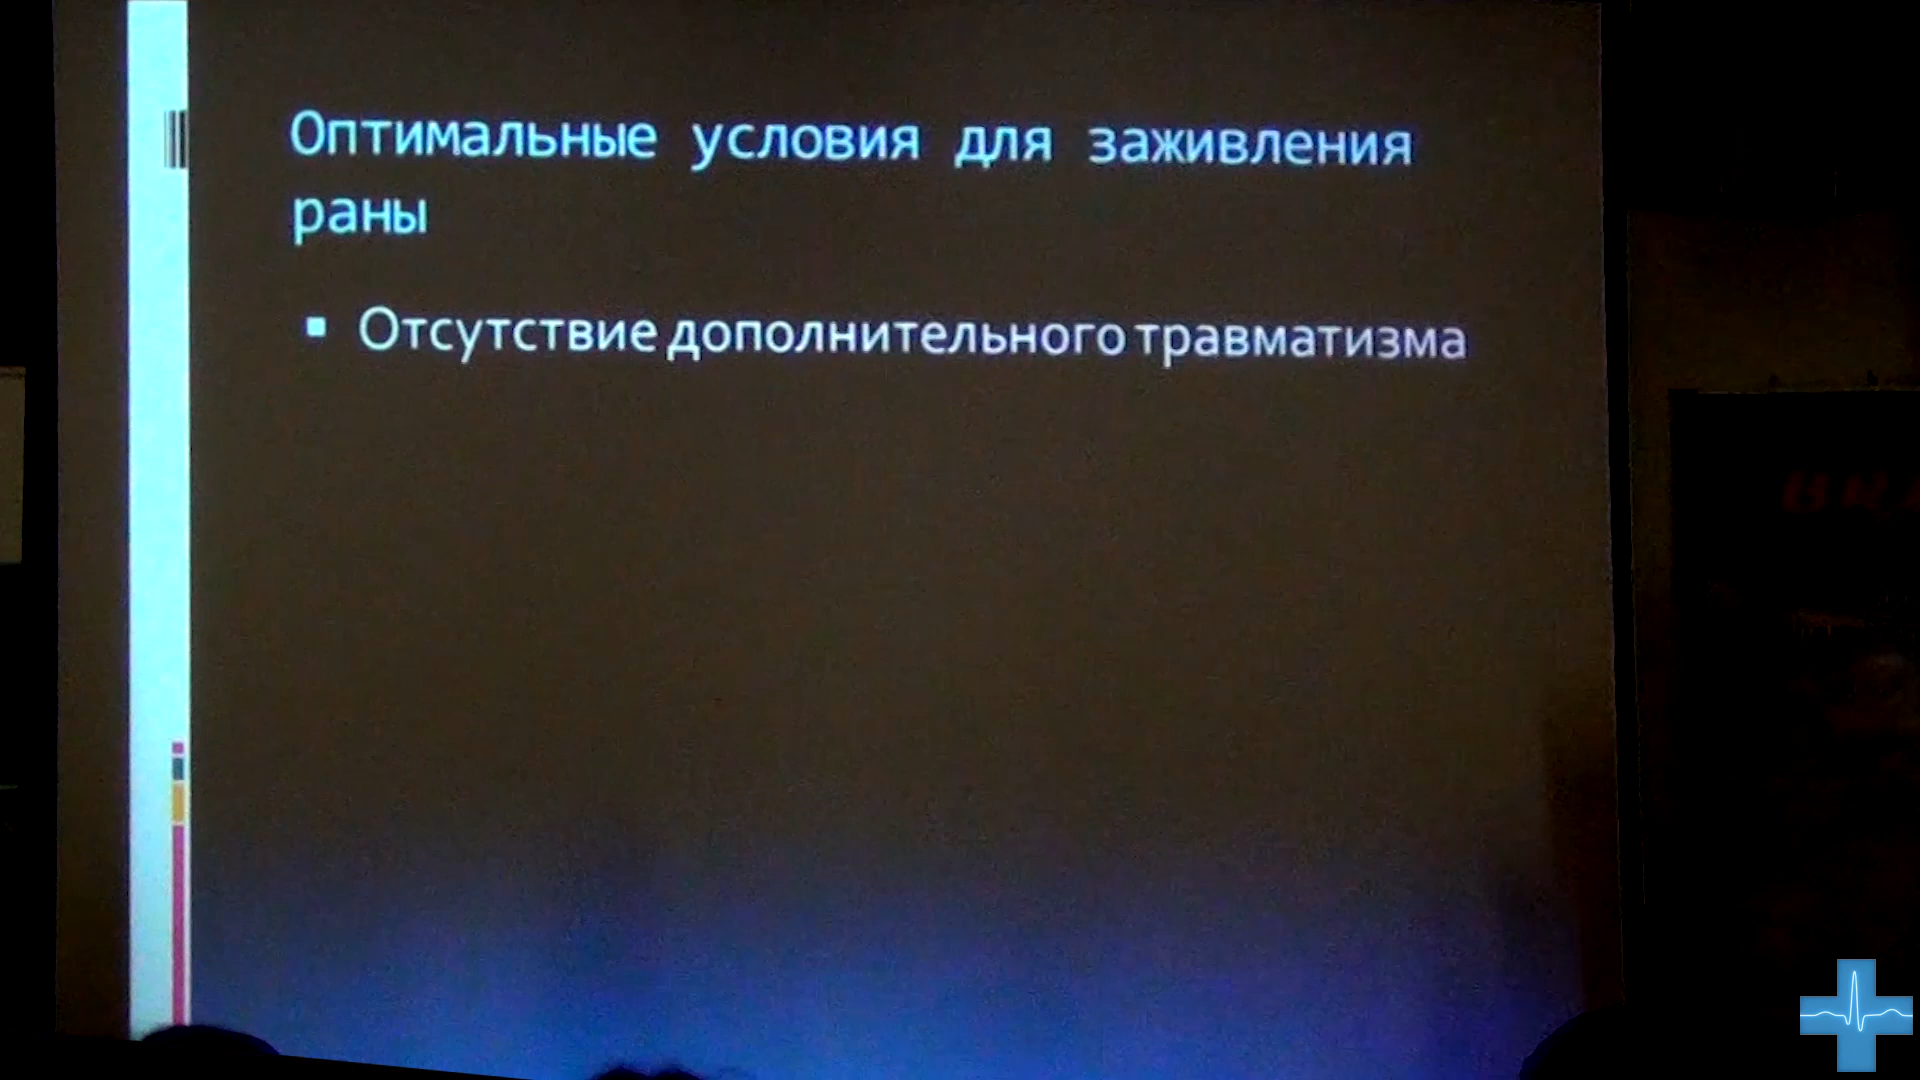 Оптимальные условия для заживления
раны
▪ Отсутствие дополнительного травматизма